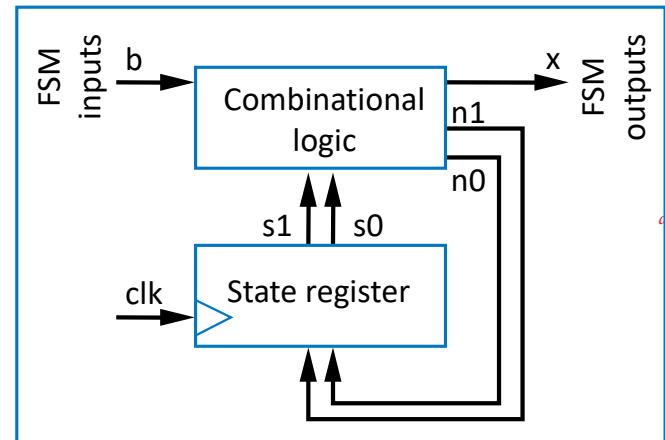 FSM
inputs
b
Combinational
logic
x
FSM
outputs
n1
n0
s1
s0
clk
State register